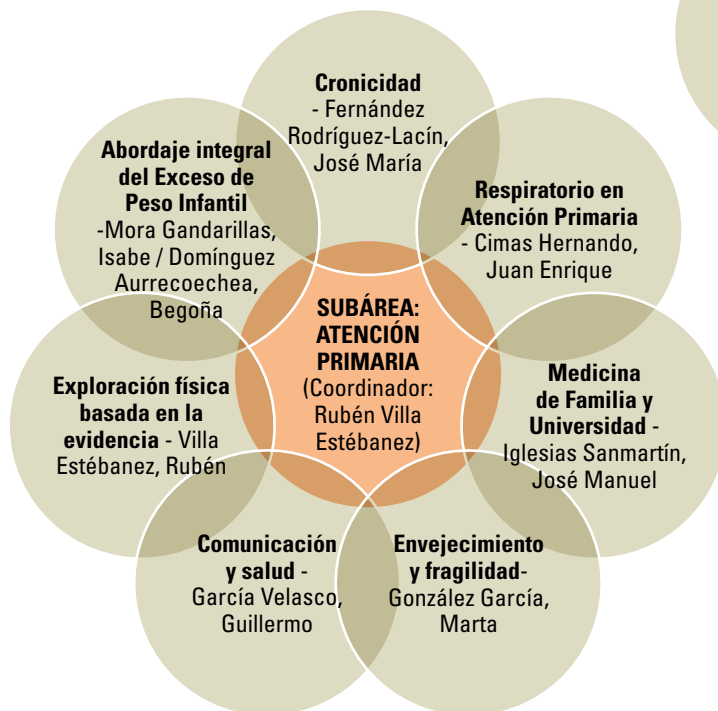 Cronicidad
- Fernández
Rodríguez-Lacín,
José María
Respiratorio en
Atención Primaria
- Cimas Hernando,
Juan Enrique
Medicina
de Familia y
Universidad -
Iglesias Sanmartín,
José Manuel
Envejecimiento
y fragilidad-
González García,
Marta
Comunicación
y salud -
García Velasco,
Guillermo
Exploración física
basada en la
evidencia - Villa
Estébanez, Rubén
Abordaje integral
del Exceso de
Peso Infantil
-Mora Gandarillas,
Isabe / Domínguez
Aurrecoechea,
Begoña
SUBÁREA:
ATENCIÓN
PRIMARIA
(Coordinador:
Rubén Villa
Estébanez)